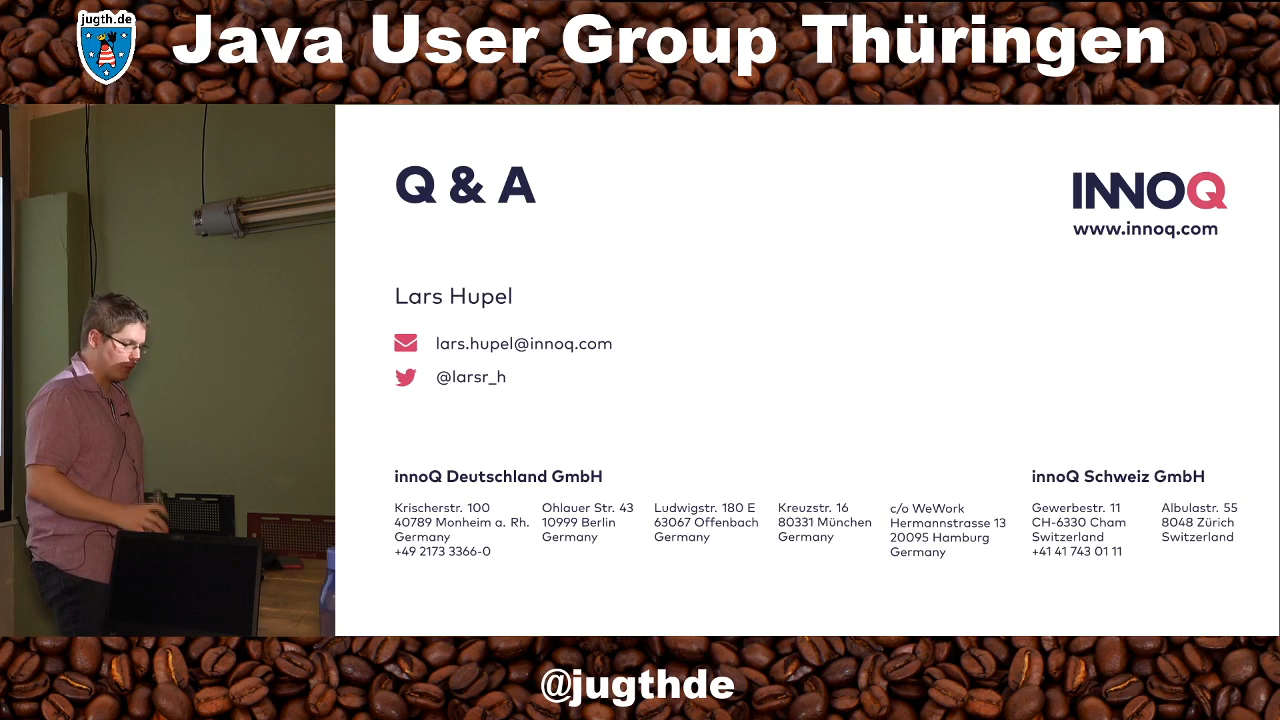 jugth.de
Java User Group Thüringen
Q & A
INNOQ
www.innoq.com
Lars Hupel
lars.hupel@innoq.com
@larsr_h
innoQ Deutschland GmbH
Krischerstr. 100
40789 Monheim a. Rh.
Germany
+49 2173 3366-0
Ohlauer Str. 43
10999 Berlin
Germany
Ludwigstr. 180 E
63067 Offenbach
Germany
Kreuzstr. 16
80331 München
Germany
c/o WeWork
Hermannstrasse 13
20095 Hamburg
Germany
innoQ Schweiz GmbH
Gewerbestr. 11
CH-6330 Cham
Switzerland
+41 41 743 01 11
Albulastr. 55
8048 Zürich
Switzerland
@jugthde